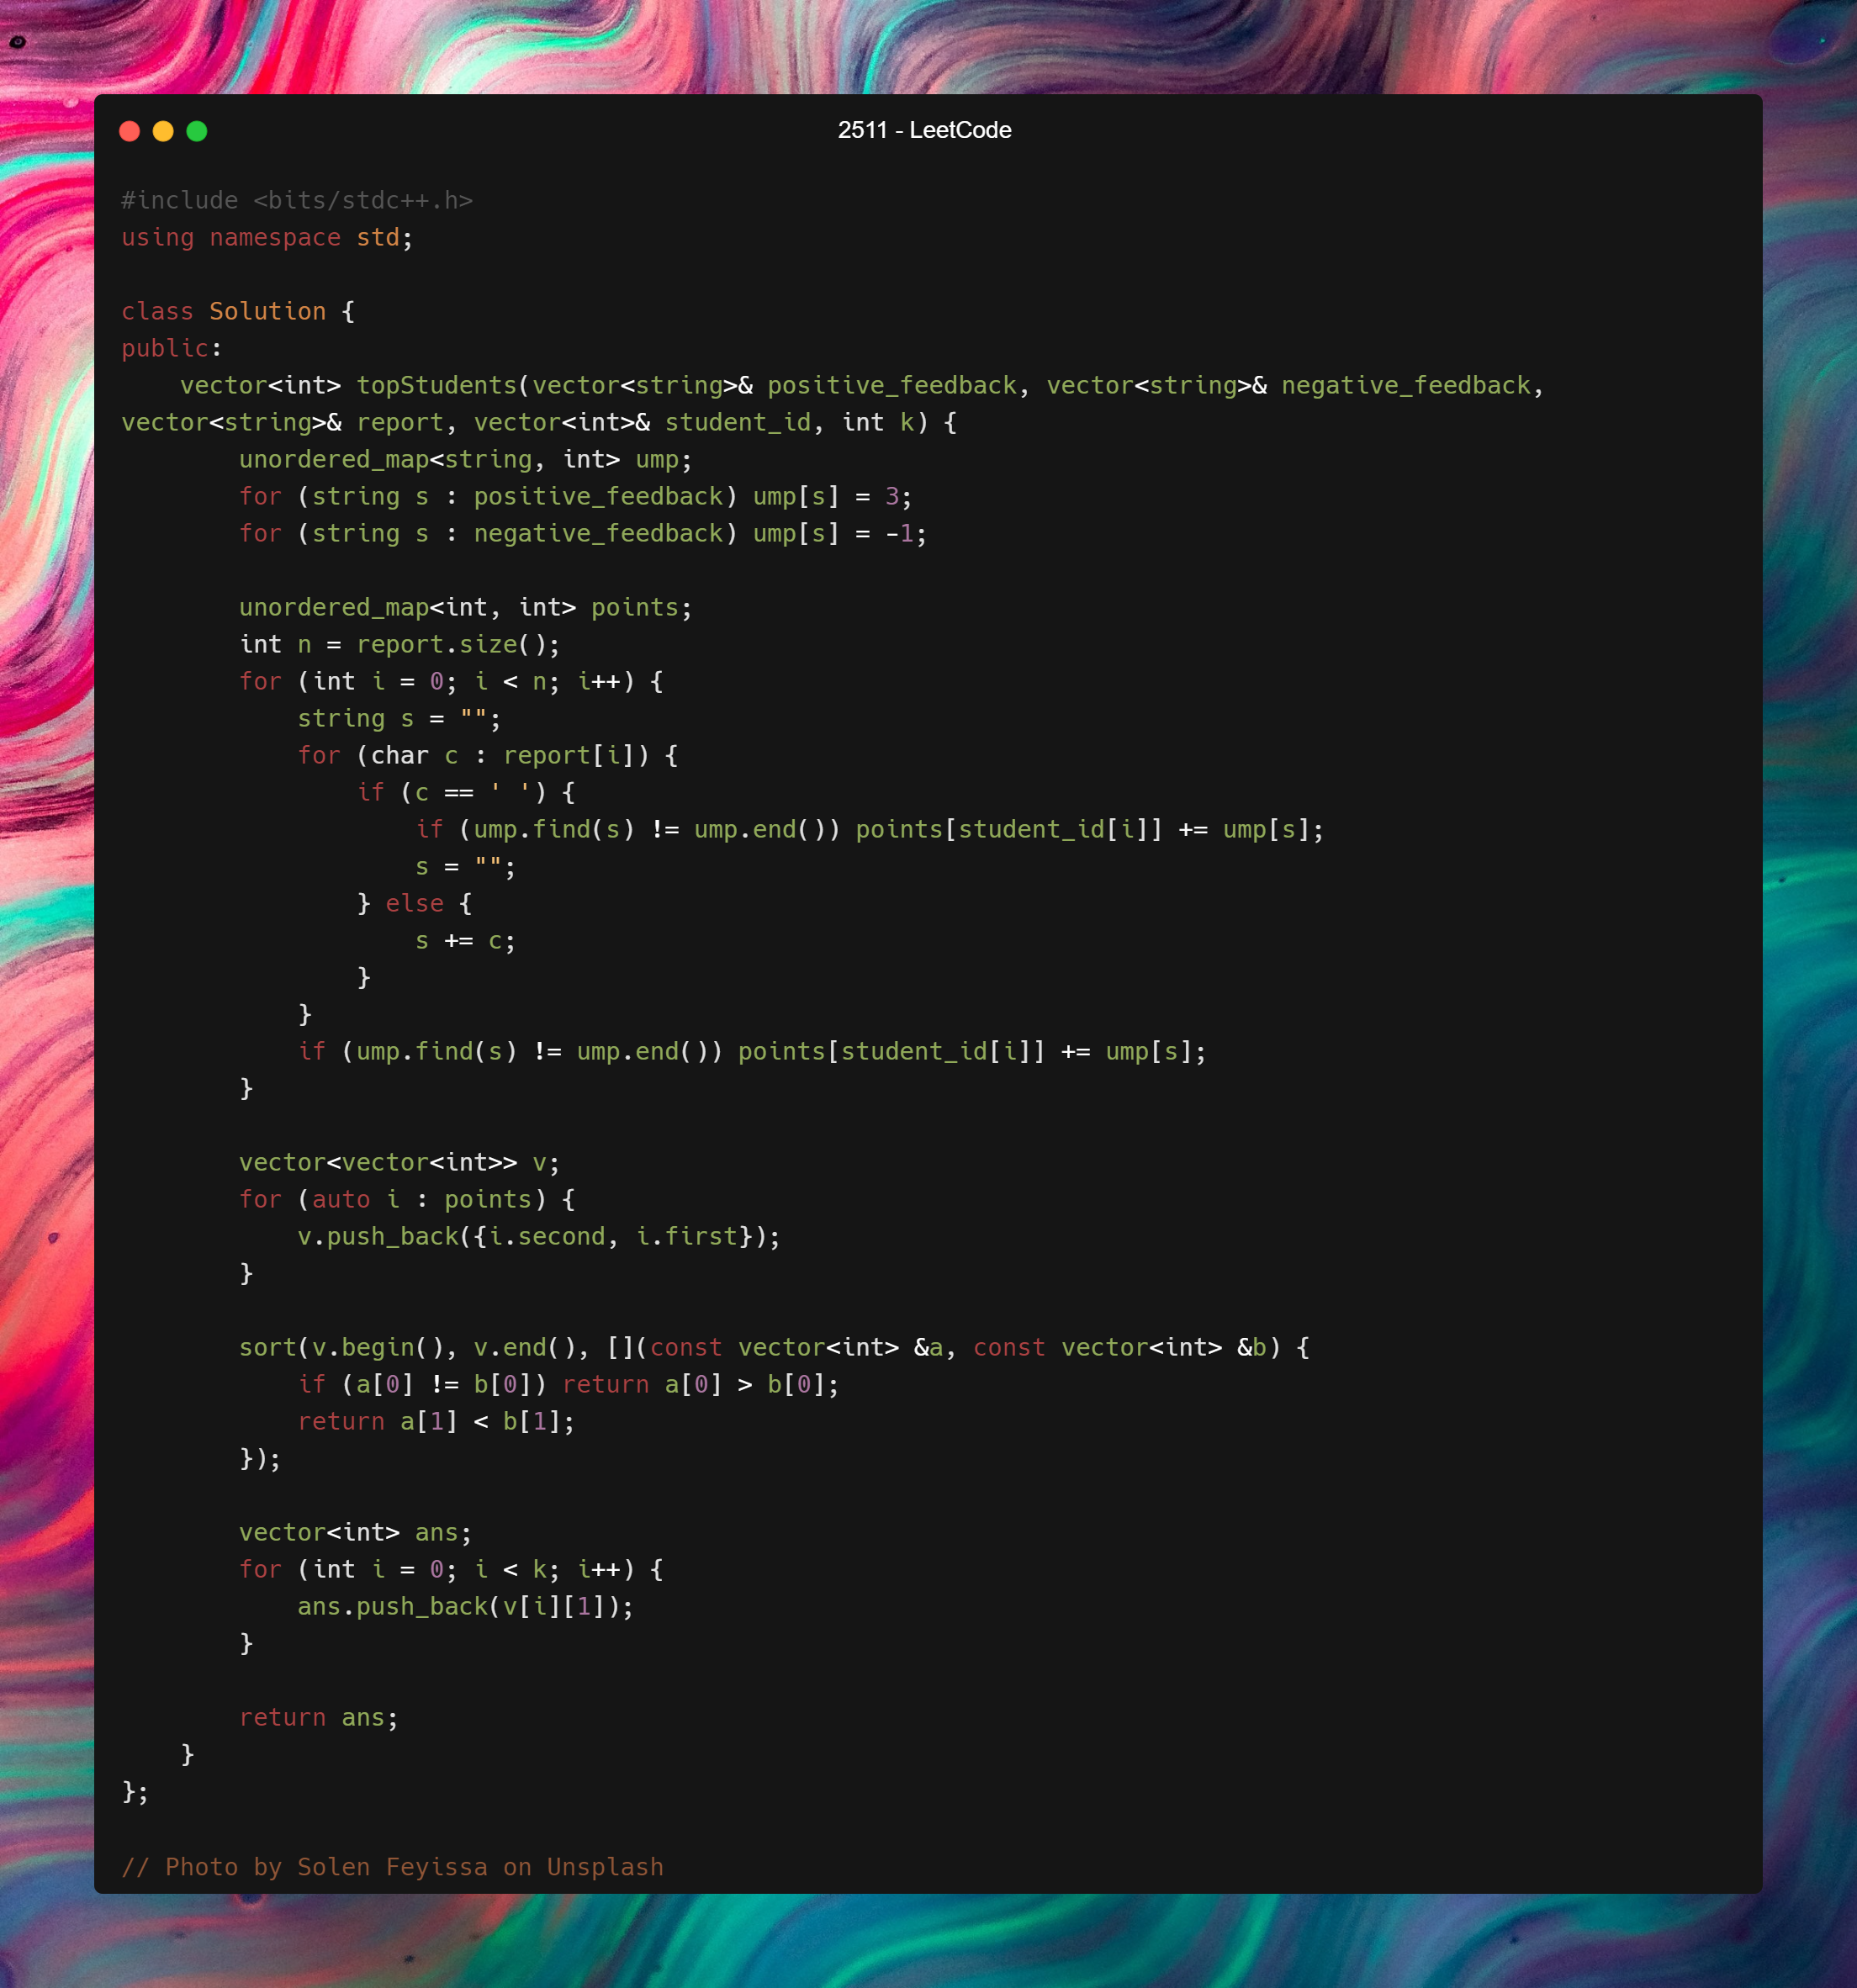 2511 - LeetCode
#include <bits/stdc++.h>
using namespace std;

class Solution {
public:
    vector<int> topStudents(vector<string>& positive_feedback, vector<string>& negative_feedback,
vector<string>& report, vector<int>& student_id, int k) {
        unordered_map<string, int> ump;
        for (string s : positive_feedback) ump[s] = 3;
        for (string s : negative_feedback) ump[s] = -1;

        unordered_map<int, int> points;
        int n = report.size();
        for (int i = 0; i < n; i++) {
            string s = "";
            for (char c : report[i]) {
                if (c == ' ') {
                    if (ump.find(s) != ump.end()) points[student_id[i]] += ump[s];
                    s = "";
                } else {
                    s += c;
                }
            }
            if (ump.find(s) != ump.end()) points[student_id[i]] += ump[s];
        }

        vector<vector<int>> v;
        for (auto i : points) {
            v.push_back({i.second, i.first});
        }

        sort(v.begin(), v.end(), [](const vector<int> &a, const vector<int> &b) {
            if (a[0] != b[0]) return a[0] > b[0];
            return a[1] < b[1];
        });

        vector<int> ans;
        for (int i = 0; i < k; i++) {
            ans.push_back(v[i][1]);
        }

        return ans;
    }
};

// Photo by Solen Feyissa on Unsplash